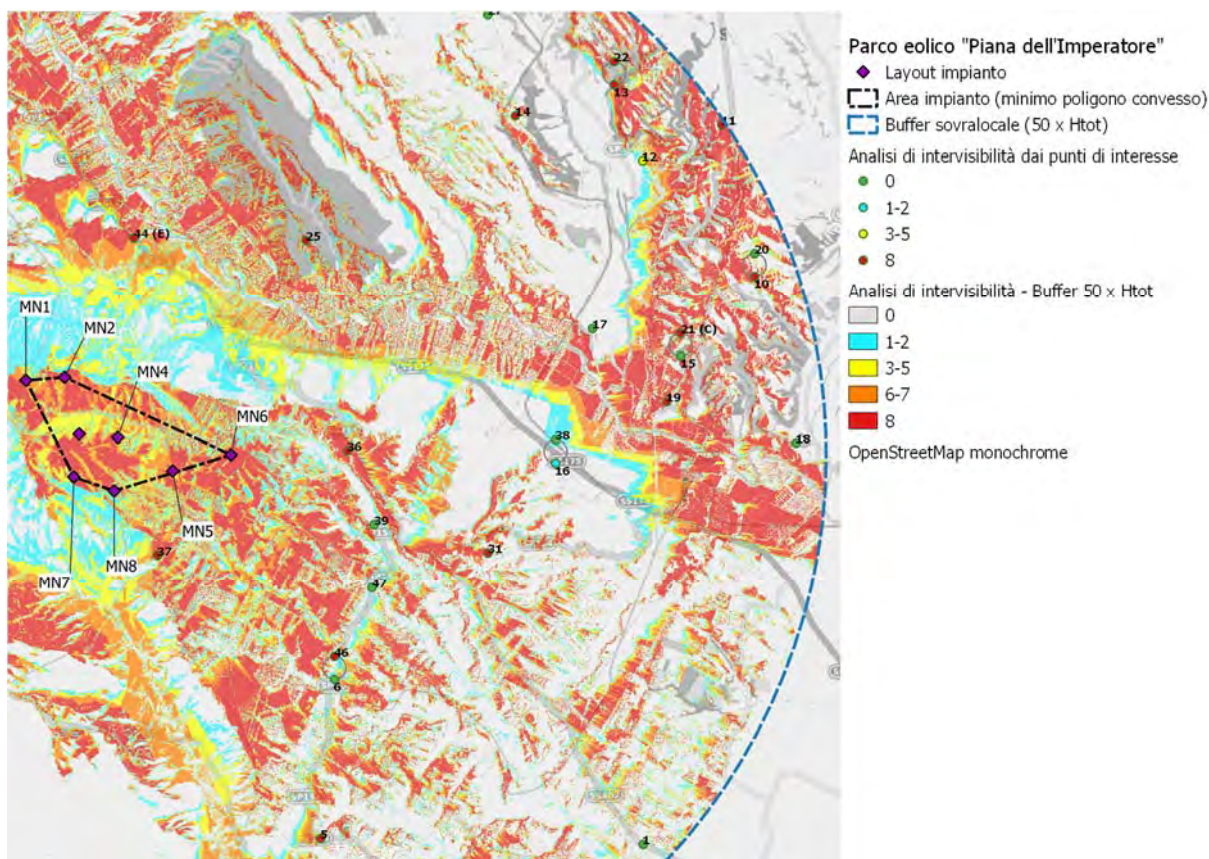 22
13
14
11
12
44 (E)
25
20
10
MN1
MN2
17
21 (C)
15
MN4
19
MN6
38
36
18
16
39
31
37
MN5
MN7
MN8
47
46
6
5
1
Parco eolico "Piana dell'Imperatore"
Layout impianto
Area impianto (minimo poligono convesso)
Buffer sovralocale (50 x Htot)
Analisi di intervisibilità dai punti di interesse
0
1-2
3-5
8
Analisi di intervisibilità - Buffer 50 x Htot
0
1-2
3-5
6-7
8
OpenStreetMap monochrome